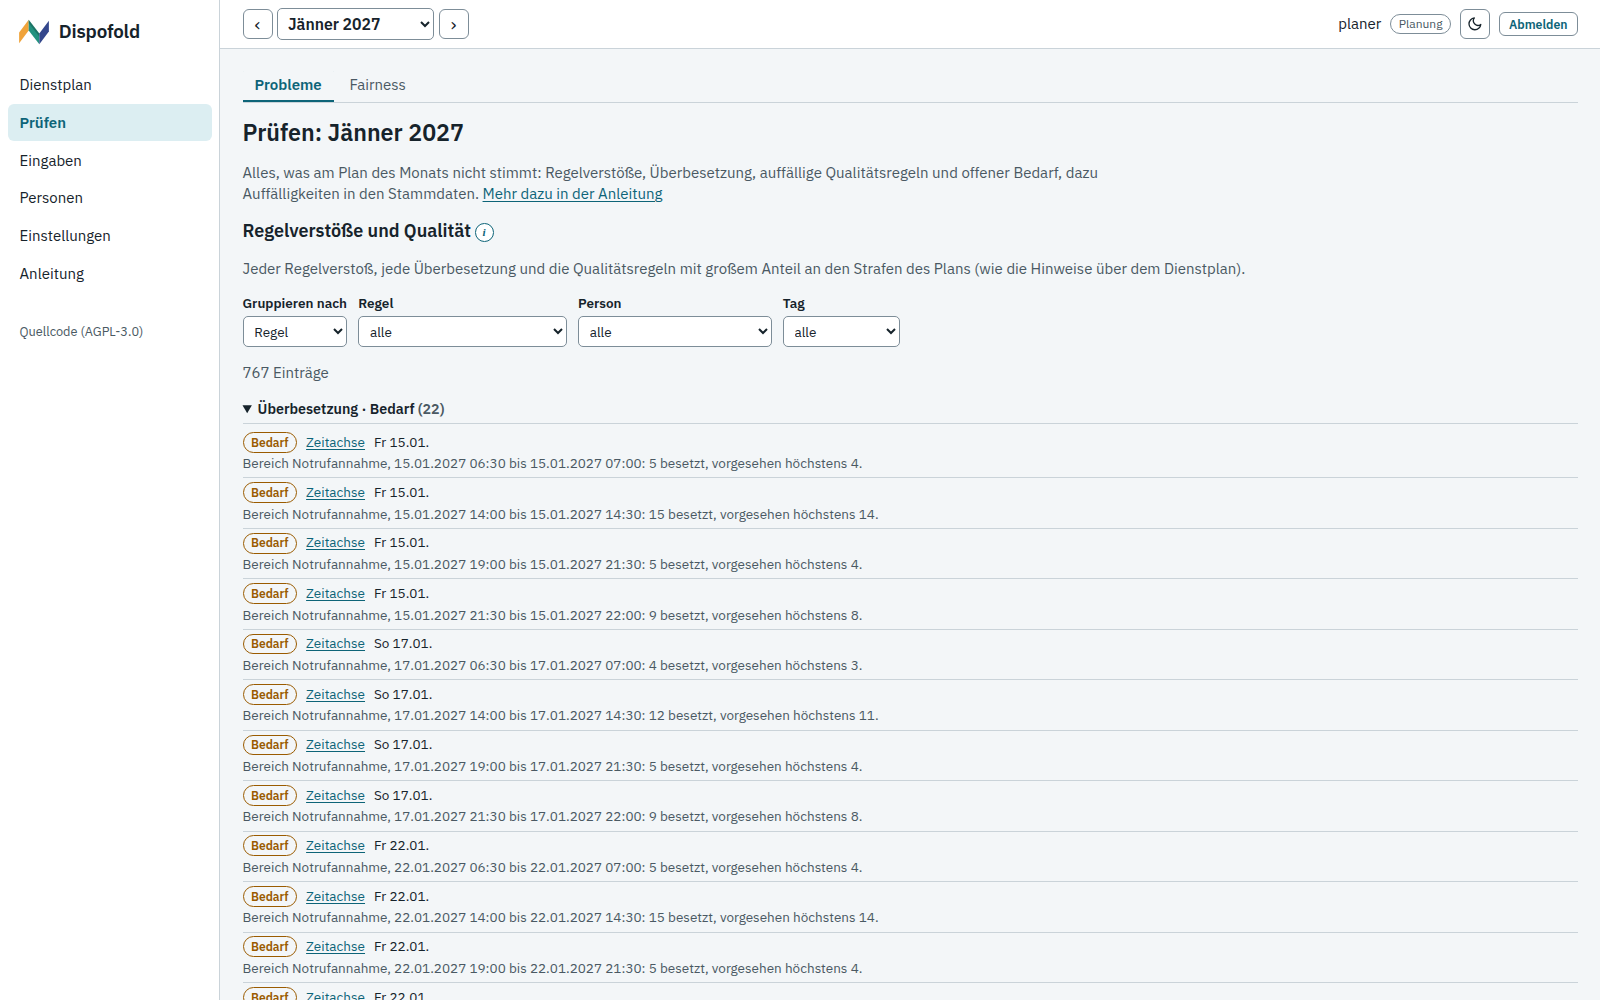 Dispofold
Dienstplan
Prüfen
Eingaben
Personen
Einstellungen
Anleitung
Quellcode (AGPL-3.0)
‹ Jänner 2027 ›
planer Planung Abmelden
Probleme Fairness
Prüfen: Jänner 2027
Alles, was am Plan des Monats nicht stimmt: Regelverstöße, Überbesetzung, auffällige Qualitätsregeln und offener Bedarf, dazu
Auffälligkeiten in den Stammdaten. Mehr dazu in der Anleitung
Regelverstöße und Qualität i
Jeder Regelverstoß, jede Überbesetzung und die Qualitätsregeln mit großem Anteil an den Strafen des Plans (wie die Hinweise über dem Dienstplan).
Gruppieren nach Regel Person Tag
Regel alle alle alle
767 Einträge
▼ Überbesetzung · Bedarf (22)
Bedarf Zeitachse Fr 15.01.
Bereich Notrufannahme, 15.01.2027 06:30 bis 15.01.2027 07:00: 5 besetzt, vorgesehen höchstens 4.
Bedarf Zeitachse Fr 15.01.
Bereich Notrufannahme, 15.01.2027 14:00 bis 15.01.2027 14:30: 15 besetzt, vorgesehen höchstens 14.
Bedarf Zeitachse Fr 15.01.
Bereich Notrufannahme, 15.01.2027 19:00 bis 15.01.2027 21:30: 5 besetzt, vorgesehen höchstens 4.
Bedarf Zeitachse Fr 15.01.
Bereich Notrufannahme, 15.01.2027 21:30 bis 15.01.2027 22:00: 9 besetzt, vorgesehen höchstens 8.
Bedarf Zeitachse So 17.01.
Bereich Notrufannahme, 17.01.2027 06:30 bis 17.01.2027 07:00: 4 besetzt, vorgesehen höchstens 3.
Bedarf Zeitachse So 17.01.
Bereich Notrufannahme, 17.01.2027 14:00 bis 17.01.2027 14:30: 12 besetzt, vorgesehen höchstens 11.
Bedarf Zeitachse So 17.01.
Bereich Notrufannahme, 17.01.2027 19:00 bis 17.01.2027 21:30: 5 besetzt, vorgesehen höchstens 4.
Bedarf Zeitachse So 17.01.
Bereich Notrufannahme, 17.01.2027 21:30 bis 17.01.2027 22:00: 9 besetzt, vorgesehen höchstens 8.
Bedarf Zeitachse Fr 22.01.
Bereich Notrufannahme, 22.01.2027 06:30 bis 22.01.2027 07:00: 5 besetzt, vorgesehen höchstens 4.
Bedarf Zeitachse Fr 22.01.
Bereich Notrufannahme, 22.01.2027 14:00 bis 22.01.2027 14:30: 15 besetzt, vorgesehen höchstens 14.
Bedarf Zeitachse Fr 22.01.
Bereich Notrufannahme, 22.01.2027 19:00 bis 22.01.2027 21:30: 5 besetzt, vorgesehen höchstens 4.
Bedarf Zeitachse Fr 22.01.